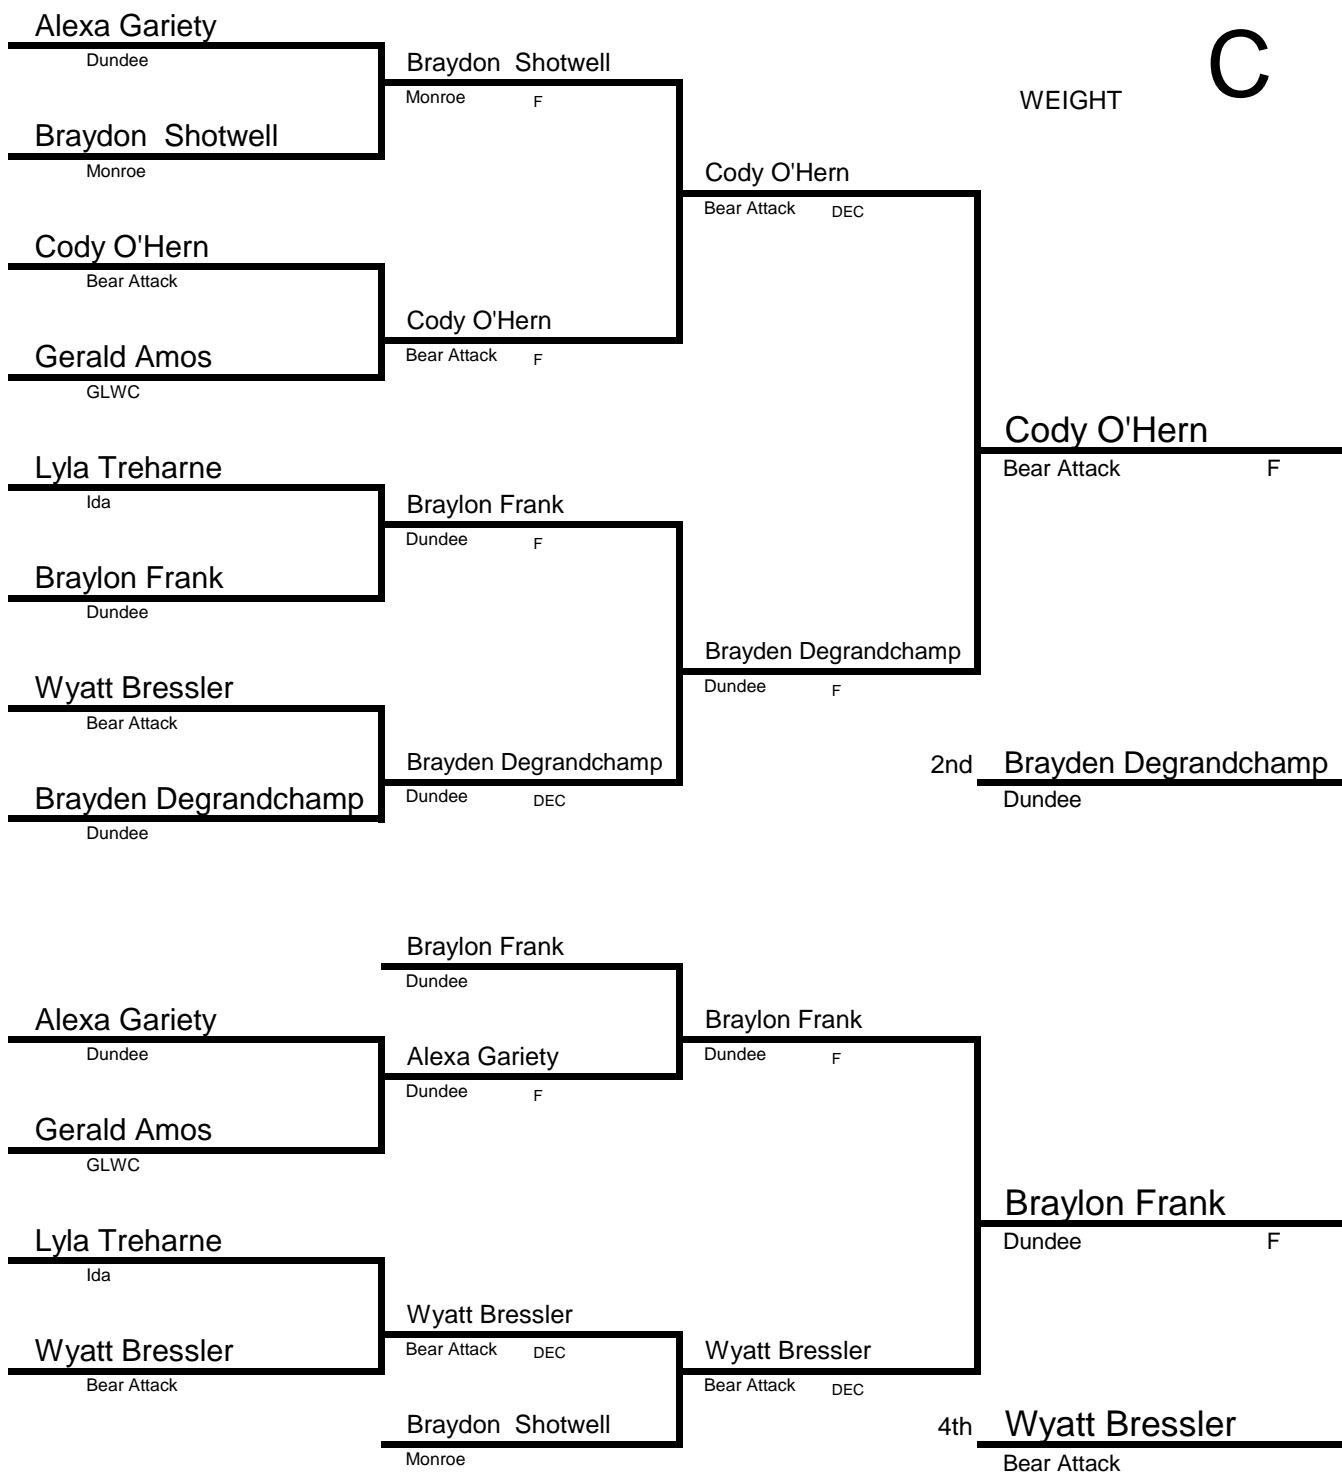 Alexa Gariety
Dundee
Braydon  Shotwell
Monroe F
C
WEIGHT
Braydon  Shotwell
Monroe
Cody O'Hern
Bear Attack DEC
Cody O'Hern
Bear Attack
Cody O'Hern
Bear Attack F
Gerald Amos
GLWC
Cody O'Hern
Bear Attack F
Lyla Treharne
Ida
Braylon Frank
Dundee F
Braylon Frank
Dundee
Brayden Degrandchamp
Dundee F
Wyatt Bressler
Bear Attack
Brayden Degrandchamp
Dundee DEC
2nd Brayden Degrandchamp
Dundee
Brayden Degrandchamp
Dundee
Braylon Frank
Dundee
Alexa Gariety
Dundee
Braylon Frank
Dundee F
Alexa Gariety
Dundee F
Gerald Amos
GLWC
Braylon Frank
Dundee F
Lyla Treharne
Ida
Wyatt Bressler
Bear Attack DEC
Wyatt Bressler
Bear Attack
Wyatt Bressler
Bear Attack DEC
Braydon  Shotwell
Monroe
4th Wyatt Bressler
Bear Attack